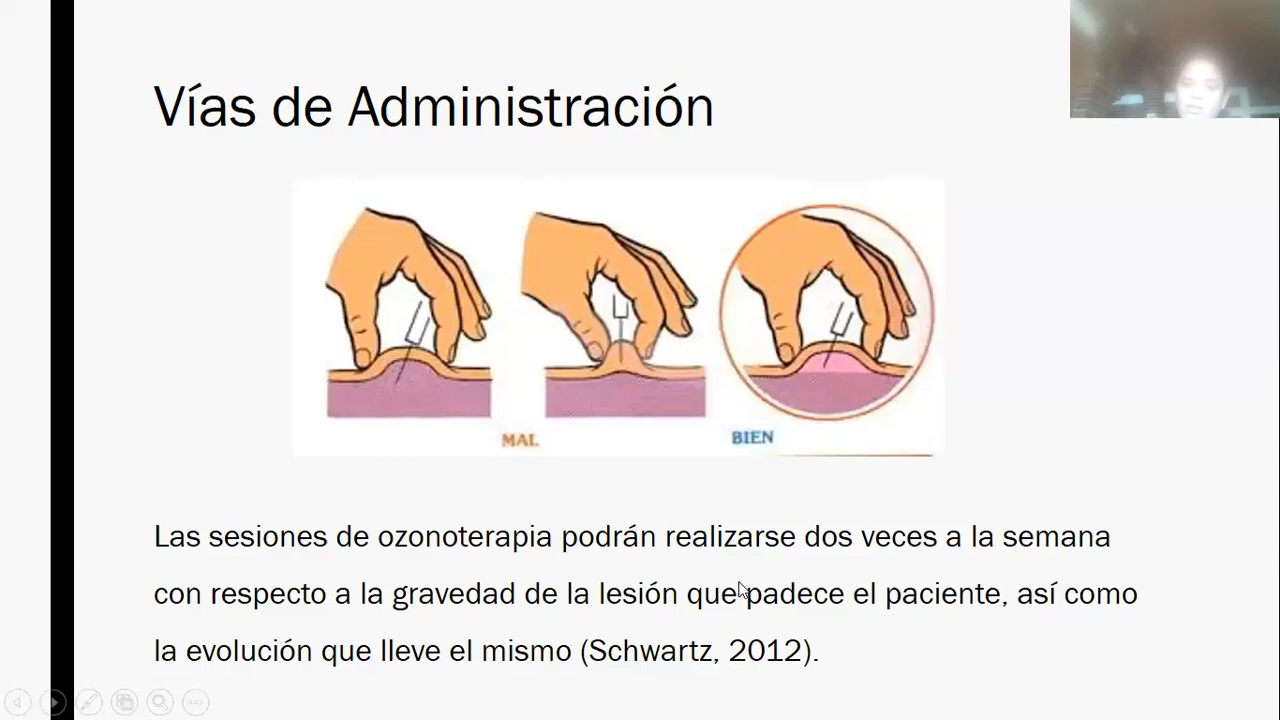 Vías de Administración
MAL
BIEN
Las sesiones de ozonoterapia podrán realizarse dos veces a la semana
con respecto a la gravedad de la lesión que padece el paciente, así como
la evolución que lleve el mismo (Schwartz, 2012).